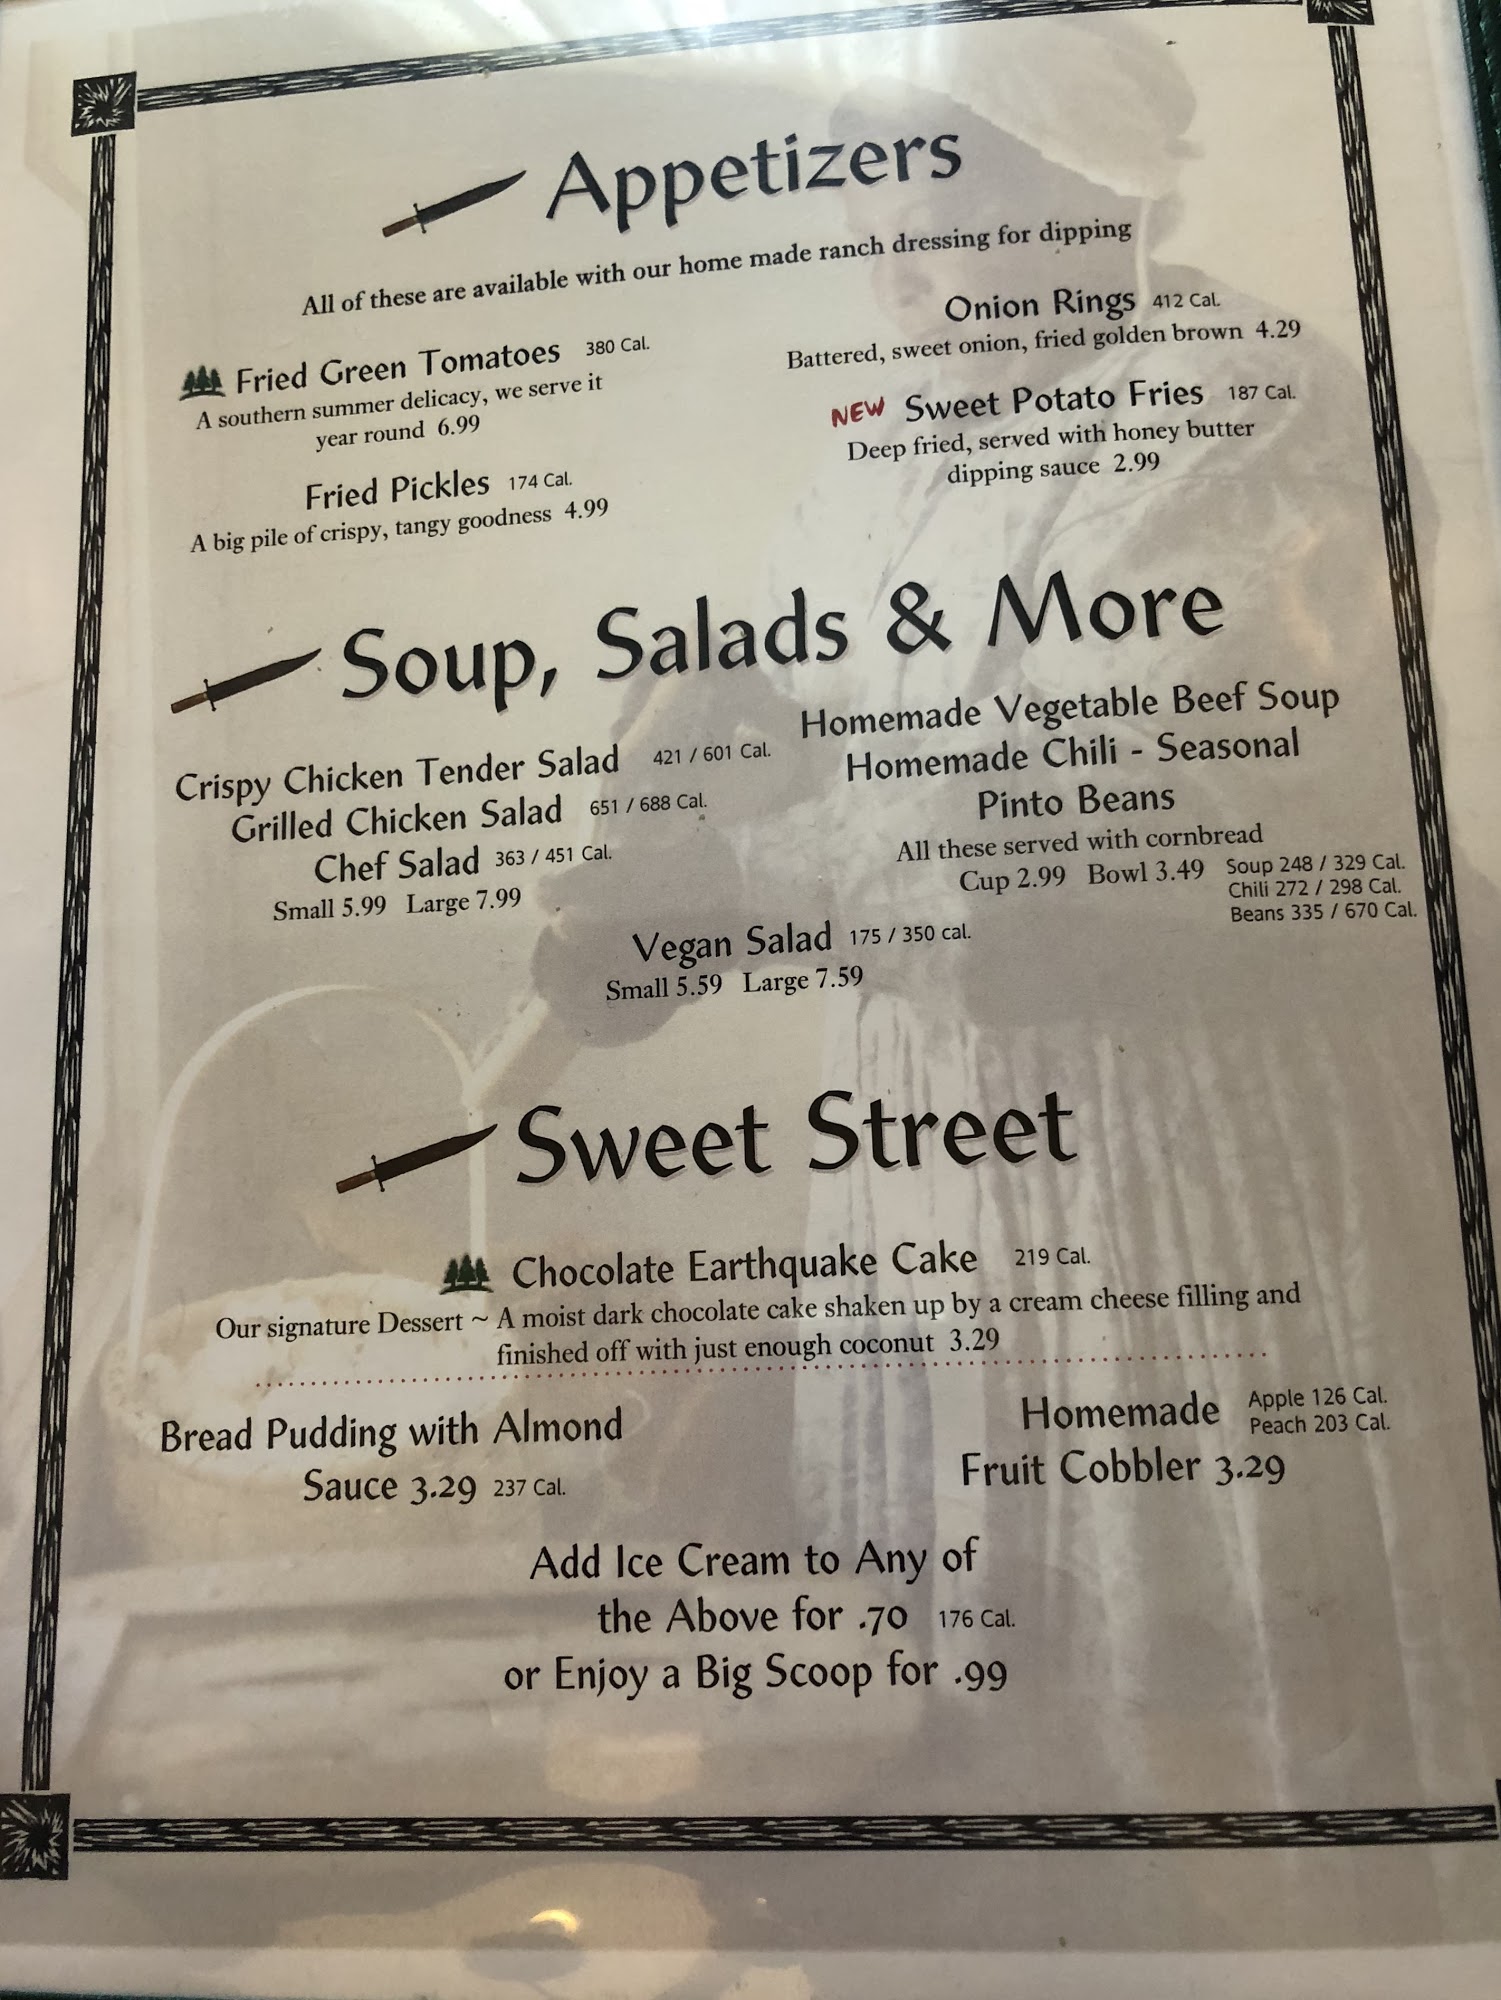 Appetizers
All of these are available with our home made ranch dressing for dipping
Fried Green Tomatoes 380 Cal.
A southern summer delicacy, we serve it
year round 6.99
Fried Pickles 174 Cal.
A big pile of crispy, tangy goodness 4.99
Onion Rings 412 Cal.
Battered, sweet onion, fried golden brown 4.29
NEW Sweet Potato Fries 187 Cal.
Deep fried, served with honey butter
dipping sauce 2.99
Soup, Salads & More
Crispy Chicken Tender Salad 421 / 601 Cal.
Grilled Chicken Salad 651 / 688 Cal.
Chef Salad 363 / 451 Cal.
Small 5.99 Large 7.99
Homemade Vegetable Beef Soup
Homemade Chili - Seasonal
Pinto Beans
All these served with cornbread
Cup 2.99 Bowl 3.49
Soup 248 / 329 Cal.
Chili 272 / 298 Cal.
Beans 335 / 670 Cal.
Vegan Salad 175 / 350 cal.
Small 5.59 Large 7.59
Sweet Street
Chocolate Earthquake Cake 219 Cal.
Our signature Dessert ~ A moist dark chocolate cake shaken up by a cream cheese filling and
finished off with just enough coconut 3.29
Bread Pudding with Almond
Sauce 3.29 237 Cal.
Homemade
Apple 126 Cal.
Peach 203 Cal.
Fruit Cobbler 3.29
Add Ice Cream to Any of
the Above for .70 176 Cal.
or Enjoy a Big Scoop for .99